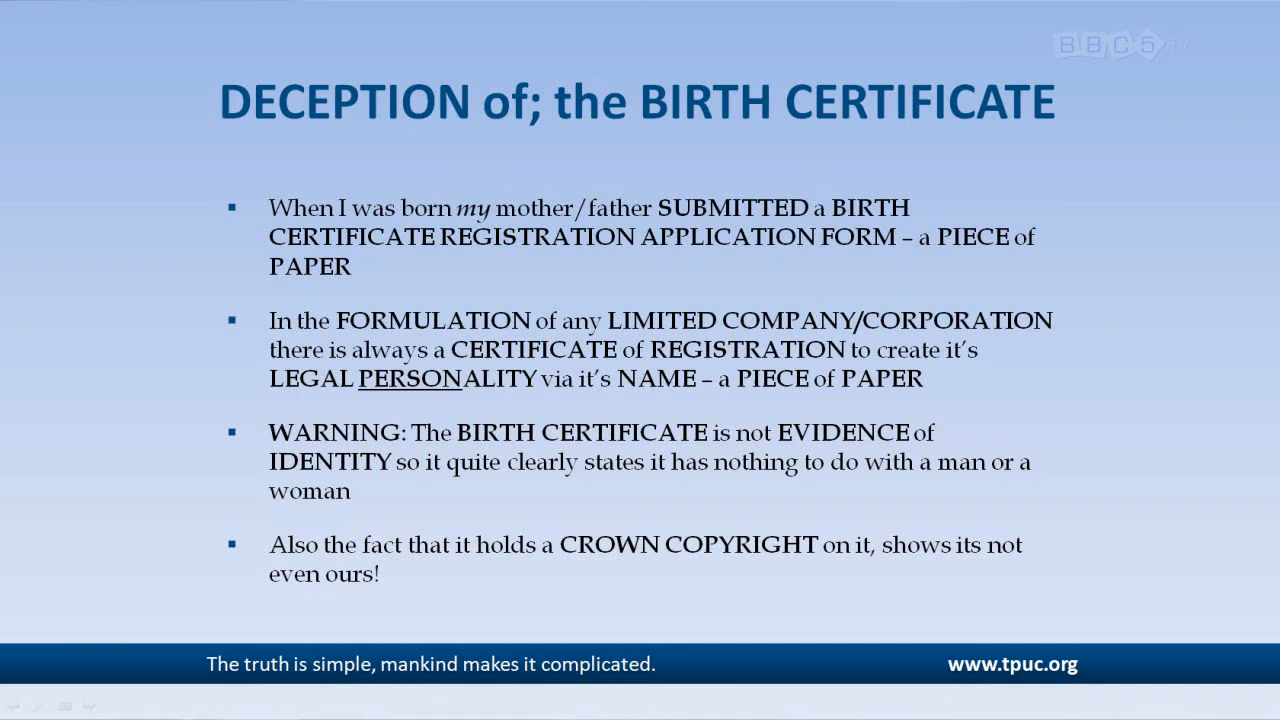 BBC5 TV
DECEPTION of; the BIRTH CERTIFICATE
▪ When I was born my mother/father SUBMITTED a BIRTH
CERTIFICATE REGISTRATION APPLICATION FORM – a PIECE of
PAPER
▪ In the FORMULATION of any LIMITED COMPANY/CORPORATION
there is always a CERTIFICATE of REGISTRATION to create it’s
LEGAL PERSONALITY via it’s NAME – a PIECE of PAPER
▪ WARNING: The BIRTH CERTIFICATE is not EVIDENCE of
IDENTITY so it quite clearly states it has nothing to do with a man or a
woman
▪ Also the fact that it holds a CROWN COPYRIGHT on it, shows its not
even ours!
The truth is simple, mankind makes it complicated. www.tpuc.org